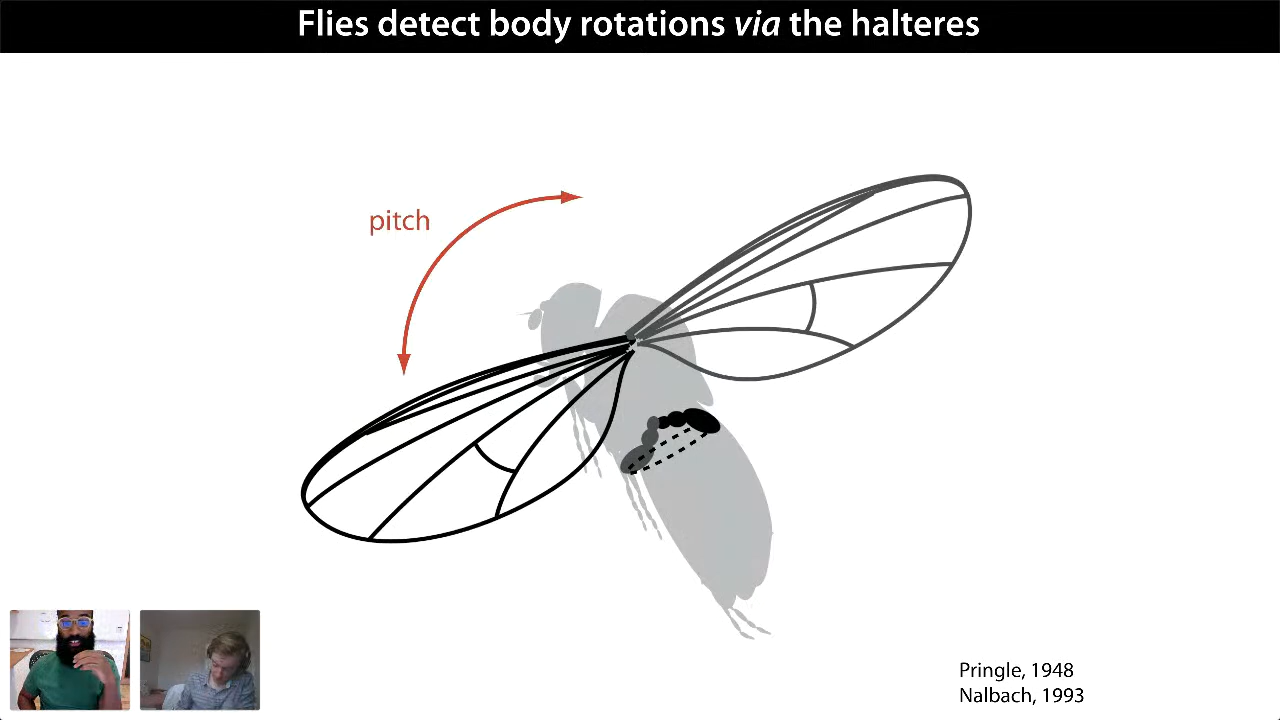 Flies detect body rotations via the halteres
pitch
Pringle, 1948
Nalbach, 1993